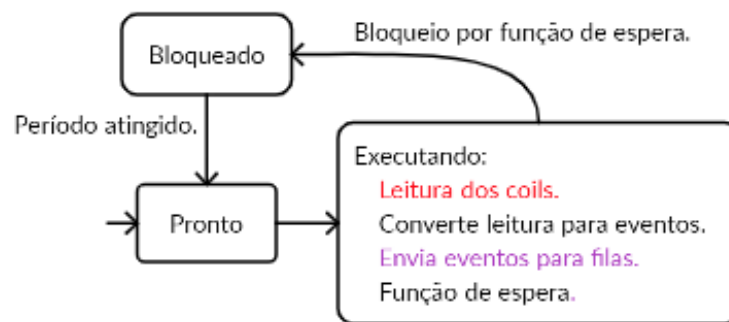 Bloqueio por função de espera.
Bloqueado
Período atingido.
Executando:
Leitura dos coils.
Converte leitura para eventos.
Envia eventos para filas.
Função de espera.
Pronto